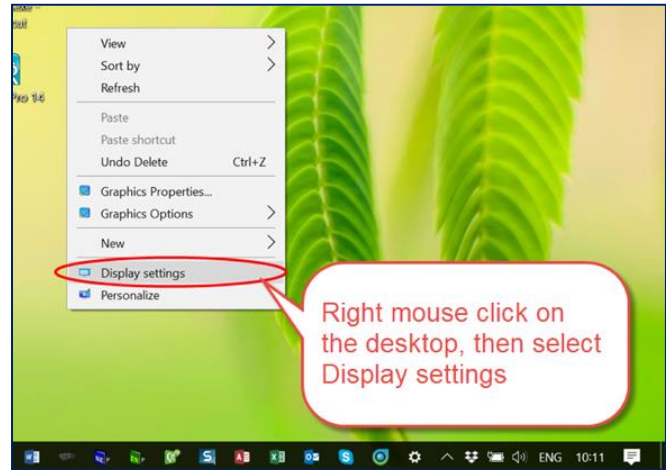 View
Sort by
Refresh
Paste
Paste shortcut
Undo Delete Ctrl+Z
Graphics Properties...
Graphics Options
New
Display settings
Personalize
Right mouse click on
the desktop, then select
Display settings
ENG 10:11